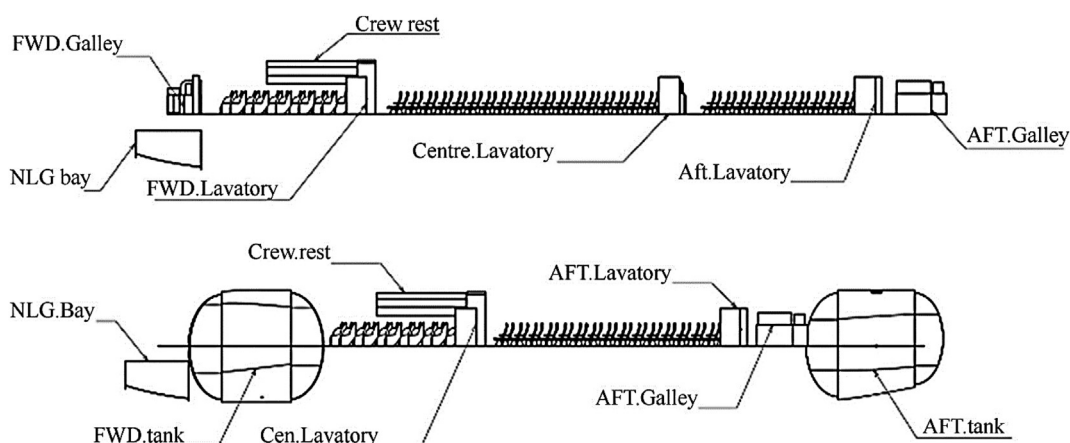 Crew rest
FWD.Galley
Centre.Lavatory
AFT.Galley
NLG bay
FWD.Lavatory
Aft.Lavatory
Crew.rest
AFT.Lavatory
NLG.Bay
AFT.Galley
FWD.tank
Cen.Lavatory
AFT.tank